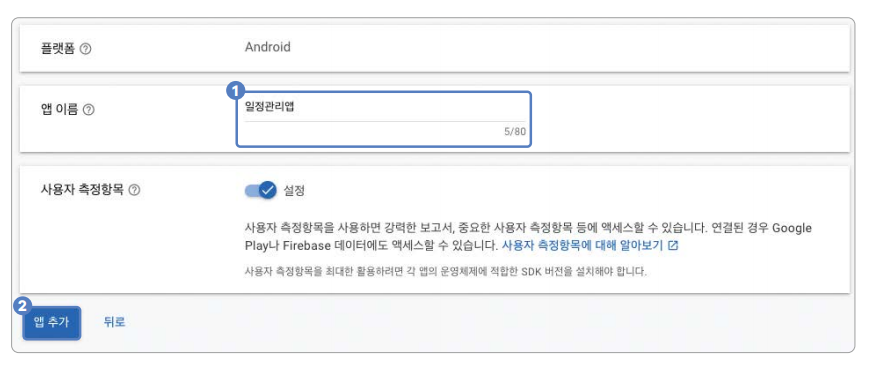 플랫폼 ?
Android
앱 이름 ?
1
일정관리앱
5/80
사용자 측정항목 ?
설정
사용자 측정항목을 사용하면 강력한 보고서, 중요한 사용자 측정항목 등에 액세스할 수 있습니다. 연결된 경우 Google
Play나 Firebase 데이터에도 액세스할 수 있습니다. 사용자 측정항목에 대해 알아보기
사용자 측정항목을 최대한 활용하려면 각 앱의 운영체제에 적합한 SDK 버전을 설치해야 합니다.
2
앱 추가
뒤로